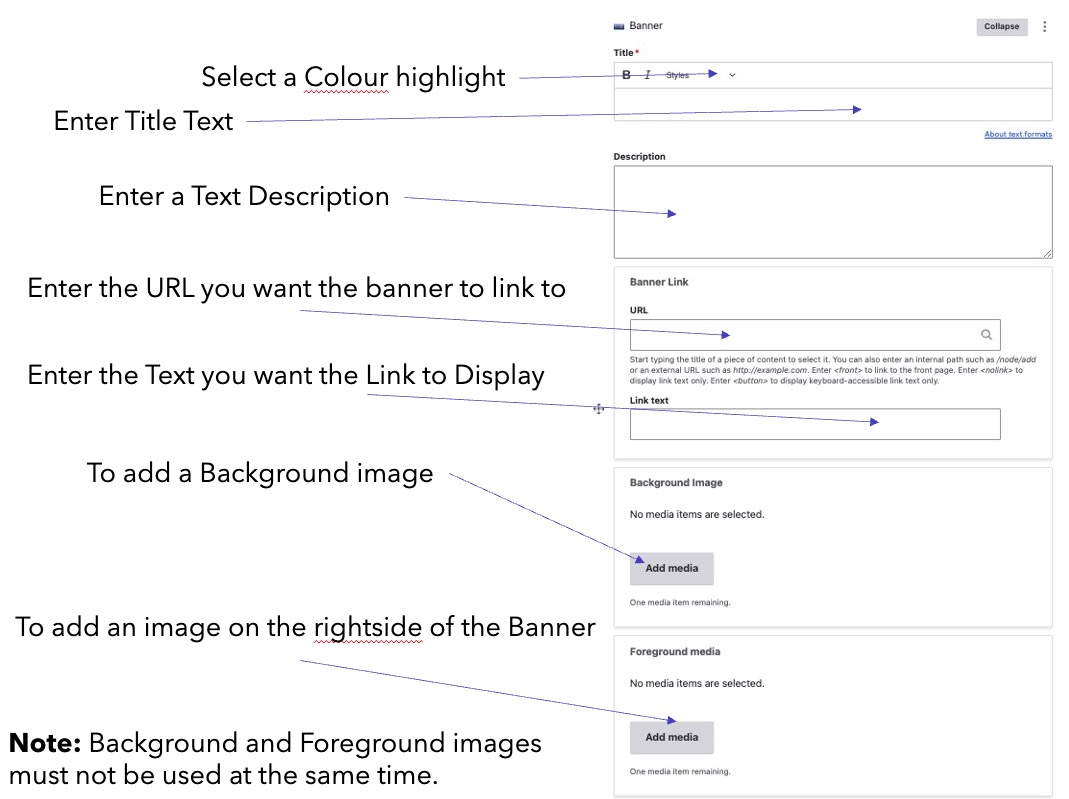 Banner
Collapse
Title*
Select a Colour highlight
B I Styles
Enter Title Text
About text formats
Description
Enter a Text Description
Banner Link
Enter the URL you want the banner to link to
URL
Start typing the title of a piece of content to select it. You can also enter an internal path such as /node/add
or an external URL such as http://example.com. Enter <front> to link to the front page. Enter <nolink> to
display link text only. Enter <button> to display keyboard-accessible link text only.
Enter the Text you want the Link to Display
Link text
To add a Background image
Background Image
No media items are selected.
Add media
One media item remaining.
To add an image on the rightside of the Banner
Foreground media
No media items are selected.
Add media
One media item remaining.
Note: Background and Foreground images
must not be used at the same time.